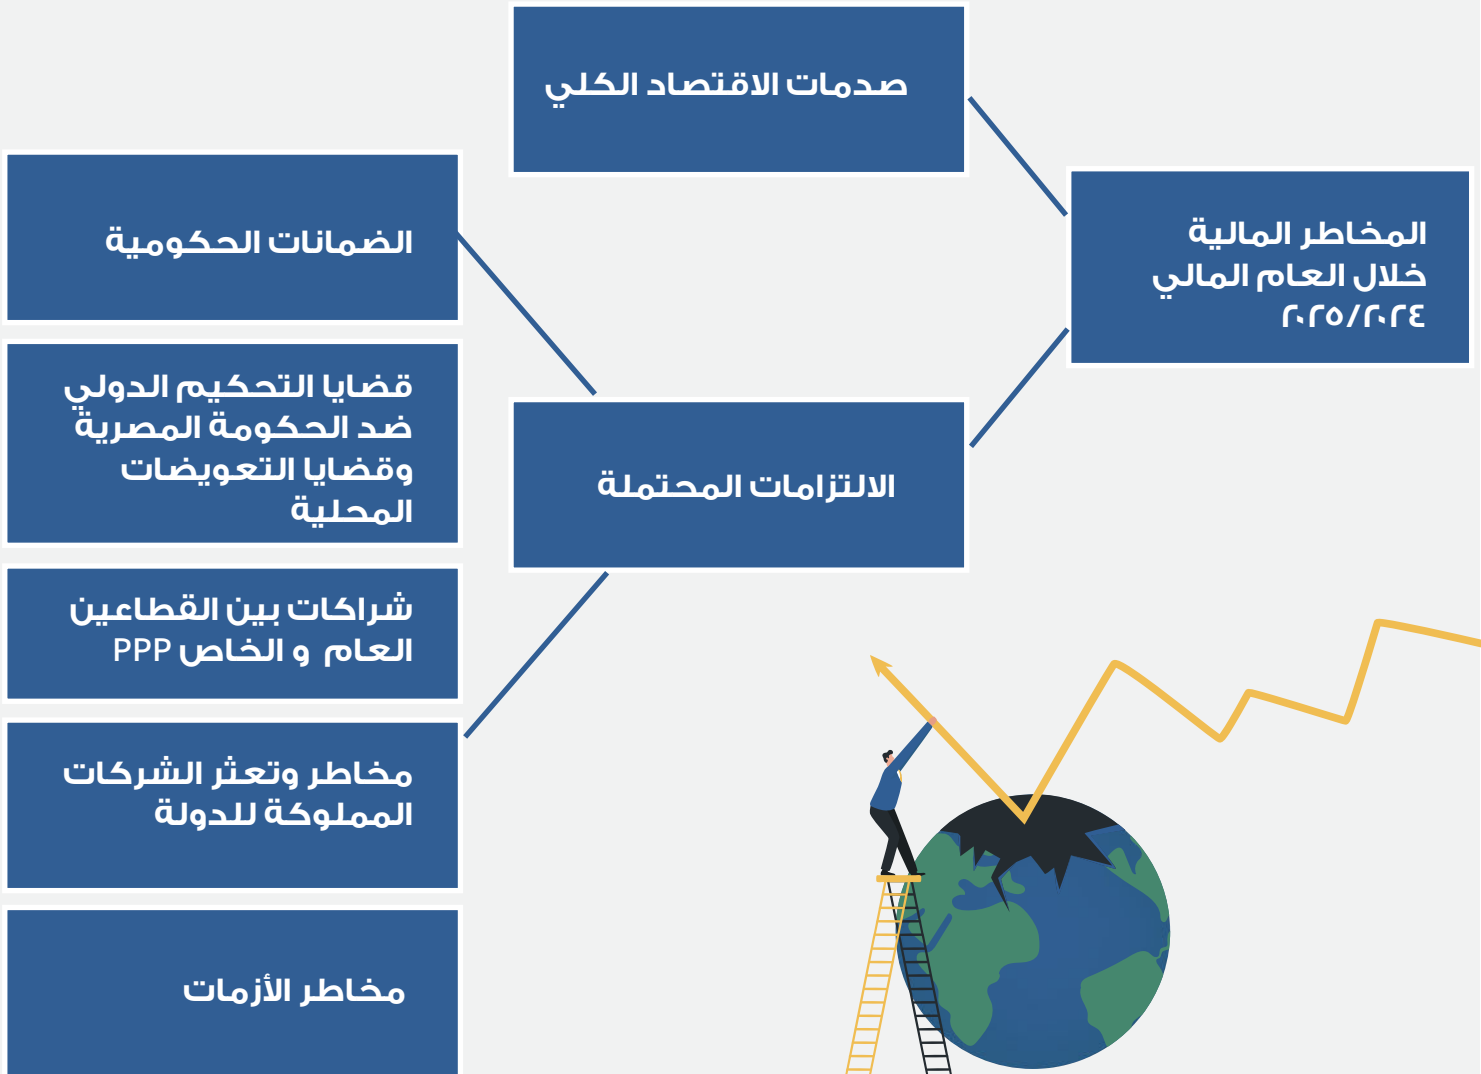 المخاطر المالية
خلال العام المالي
٢٠٢٥/٢٠٢٤
صدمات الاقتصاد الكلي
الالتزامات المحتملة
الضمانات الحكومية
قضايا التحكيم الدولي
ضد الحكومة المصرية
وقضايا التعويضات
المحلية
شراكات بين القطاعين
العام و الخاص PPP
مخاطر وتعثر الشركات
المملوكة للدولة
مخاطر الأزمات